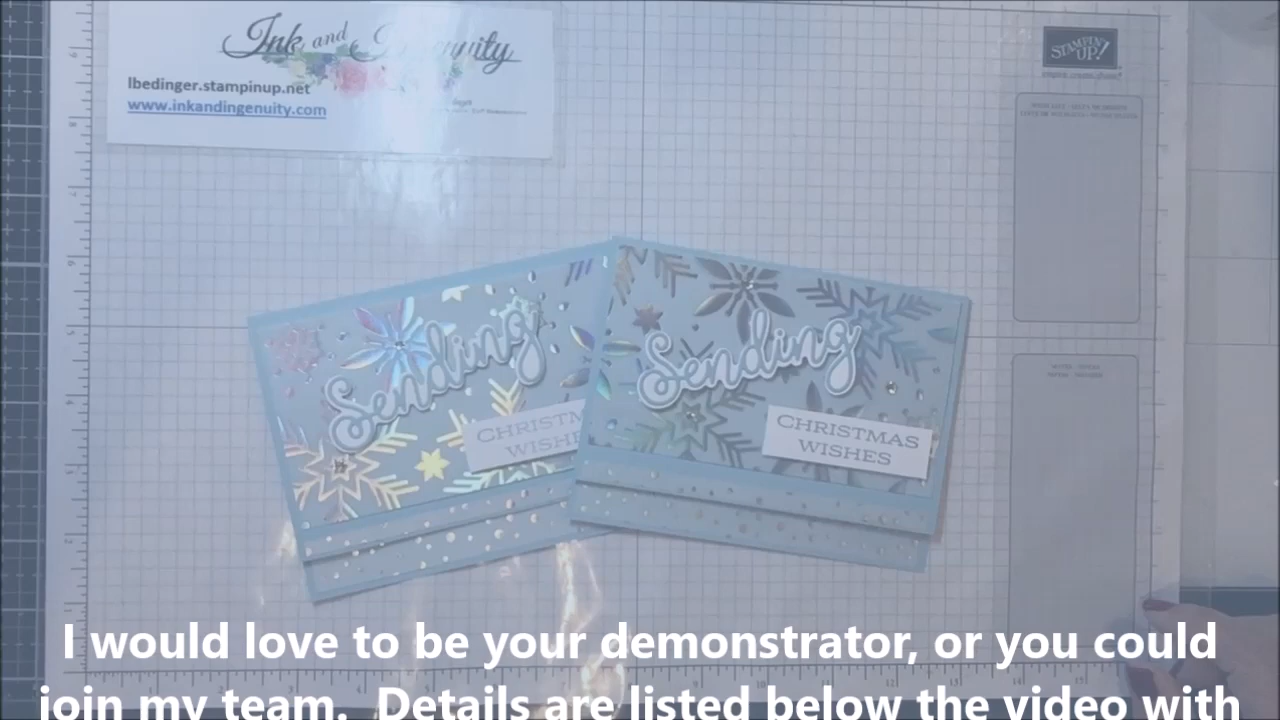 Ink and Ingenuity
lbedinger.stampinup.net
www.inkandingenuity.com
STAMPIN' UP!
Sending
CHRISTMAS
WISHES
Sending
CHRISTMAS
WISHES
I would love to be your demonstrator, or you could
join my team. Details are listed below the video with